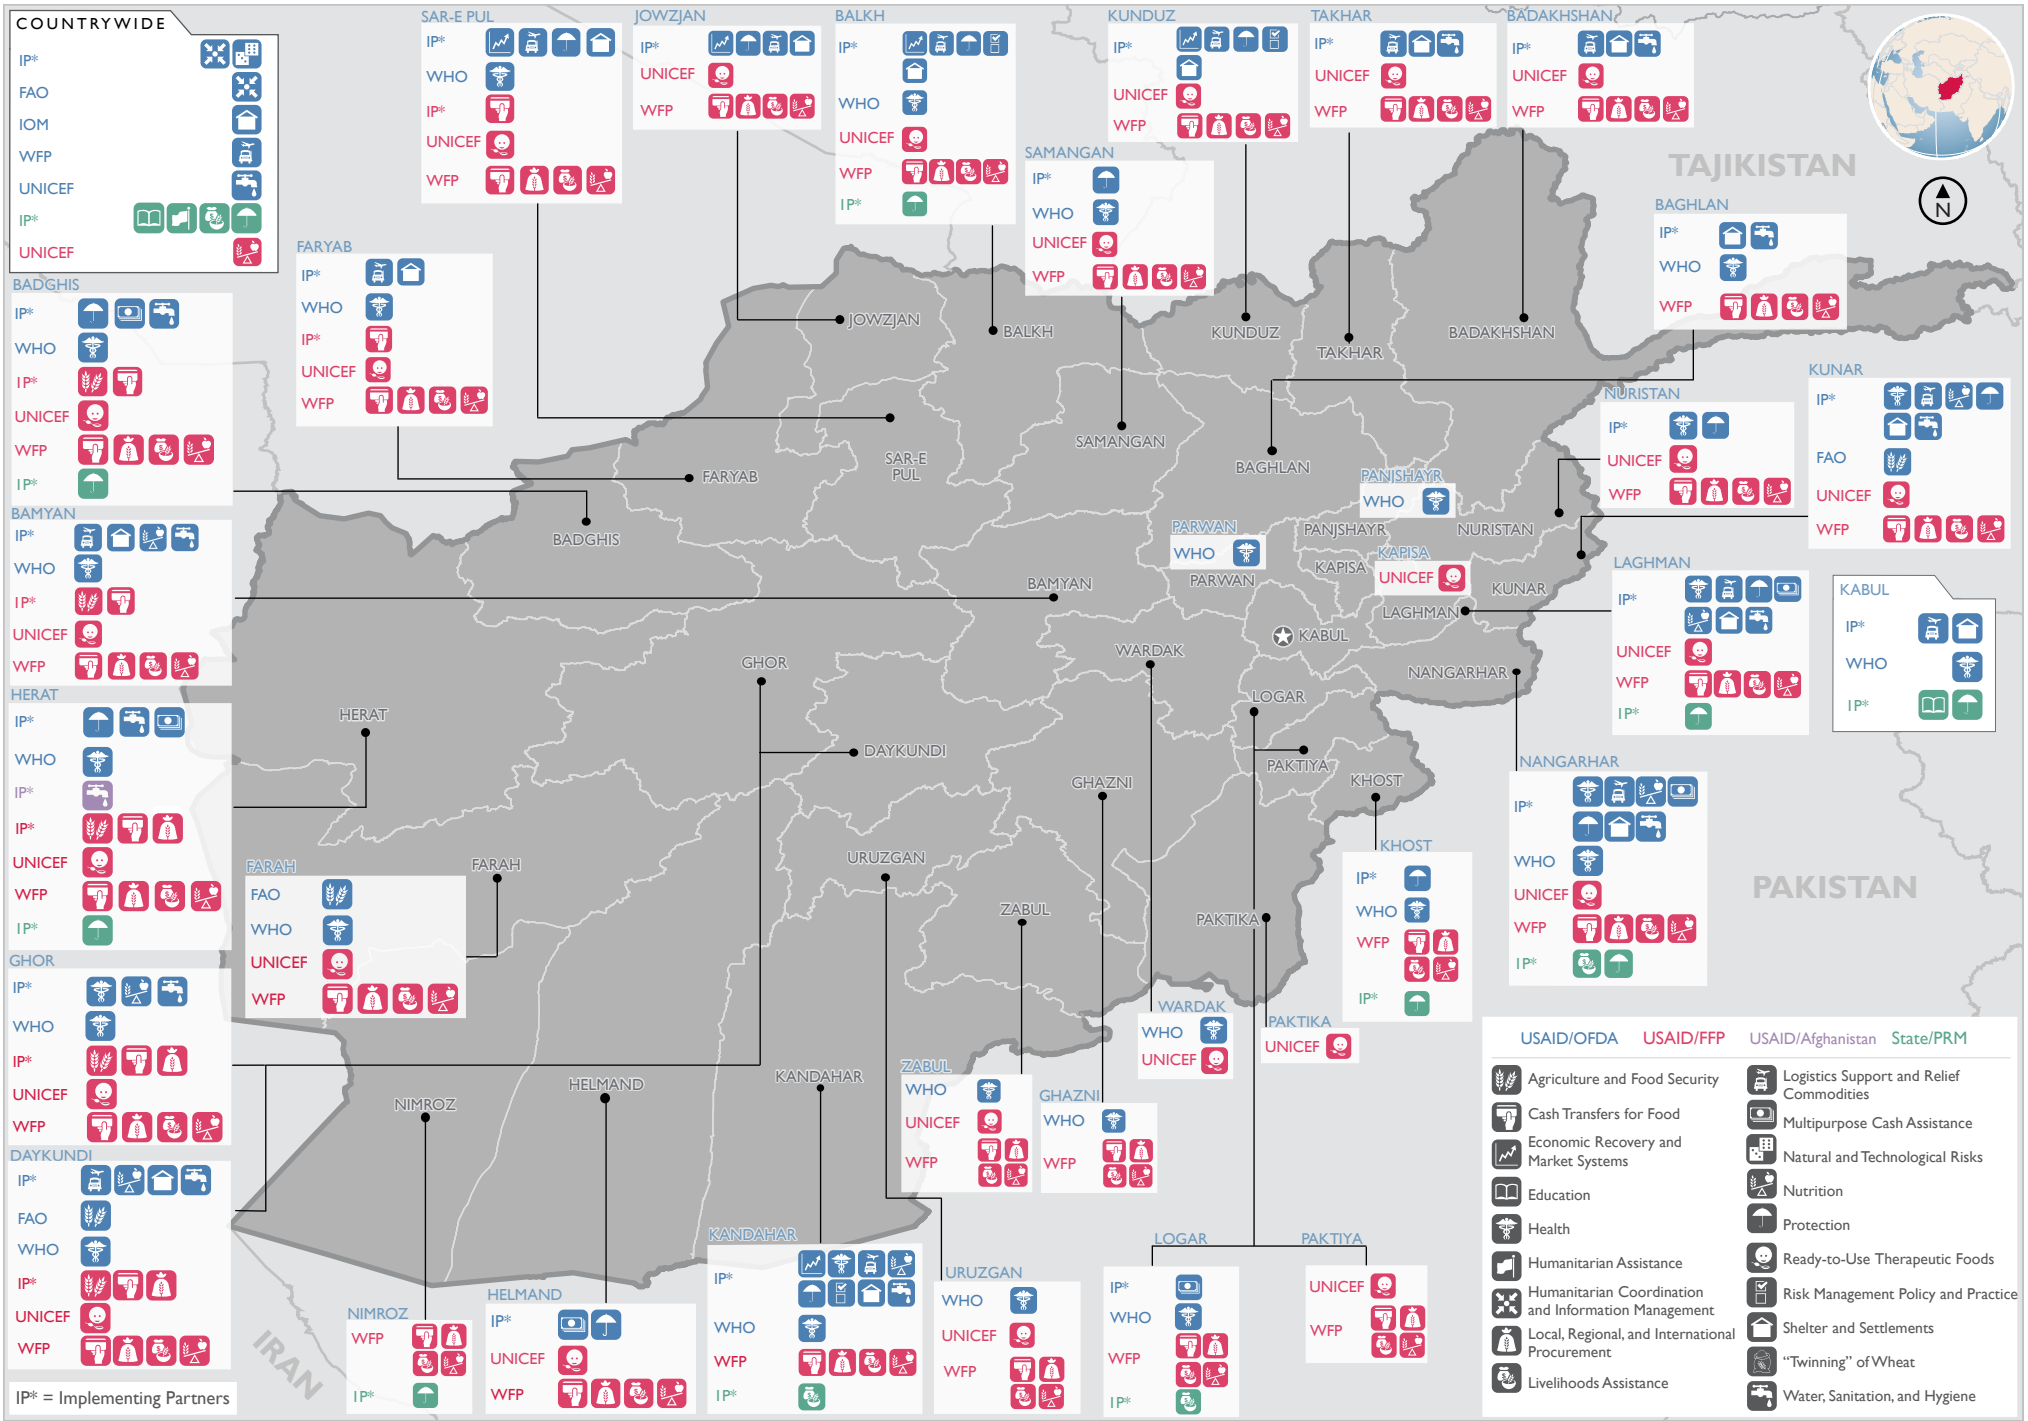 COUNTRYWIDE
IP*
FAO
IOM
WFP
UNICEF
IP*
UNICEF
SAR-E PUL
IP*
WHO
IP*
UNICEF
WFP
JOWZJAN
IP*
UNICEF
WFP
BALKH
IP*
WHO
UNICEF
WFP
IP*
KUNDUZ
IP*
UNICEF
WFP
TAKHAR
IP*
UNICEF
WFP
BADAKHSHAN
IP*
UNICEF
WFP
SAMANGAN
IP*
WHO
UNICEF
WFP
TAJIKISTAN
N
BAGHLAN
IP*
WHO
WFP
FARYAB
IP*
WHO
IP*
UNICEF
WFP
BADGHIS
IP*
WHO
IP*
UNICEF
WFP
IP*
BAMYAN
IP*
WHO
IP*
UNICEF
WFP
HERAT
IP*
WHO
IP*
IP*
UNICEF
WFP
IP*
GHOR
IP*
WHO
IP*
UNICEF
WFP
DAYKUNDI
IP*
FAO
WHO
IP*
UNICEF
WFP
IP* = Implementing Partners
JOWZJAN
BALKH
KUNDUZ
TAKHAR
BADAKHSHAN
SAMANGAN
BAGHLAN
SAR-E
PUL
FARYAB
BADGHIS
PANJSHAYR
WHO
PANJSHAYR
NURISTAN
PARWAN
WHO
PARWAN
KAPISA
KAPISA
UNICEF
KUNAR
LAGHMAN
BAMYAN
KABUL
WARDAK
NANGARHAR
LOGAR
GHOR
HERAT
DAYKUNDI
PAKTIYA
KHOST
GHAZNI
URUZGAN
FARAH
ZABUL
PAKTIKA
KANDAHAR
HELMAND
NIMROZ
NURISTAN
IP*
UNICEF
WFP
KUNAR
IP*
FAO
UNICEF
WFP
LAGHMAN
IP*
UNICEF
WFP
IP*
KABUL
IP*
WHO
IP*
NANGARHAR
IP*
WHO
UNICEF
WFP
IP*
PAKISTAN
KHOST
IP*
WHO
WFP
IP*
FARAH
FAO
WHO
UNICEF
WFP
WARDAK
WHO
UNICEF
PAKTIKA
UNICEF
ZABUL
WHO
UNICEF
WFP
GHAZNI
WHO
WFP
IRAN
NIMROZ
WFP
IP*
HELMAND
IP*
UNICEF
WFP
KANDAHAR
IP*
WHO
WFP
IP*
URUZGAN
WHO
UNICEF
WFP
LOGAR
IP*
WHO
WFP
IP*
PAKTIYA
UNICEF
WFP
USAID/OFDA USAID/FFP USAID/Afghanistan State/PRM
Agriculture and Food Security
Cash Transfers for Food
Economic Recovery and
Market Systems
Education
Health
Humanitarian Assistance
Humanitarian Coordination
and Information Management
Local, Regional, and International
Procurement
Livelihoods Assistance
Logistics Support and Relief
Commodities
Multipurpose Cash Assistance
Natural and Technological Risks
Nutrition
Protection
Ready-to-Use Therapeutic Foods
Risk Management Policy and Practice
Shelter and Settlements
“Twinning” of Wheat
Water, Sanitation, and Hygiene